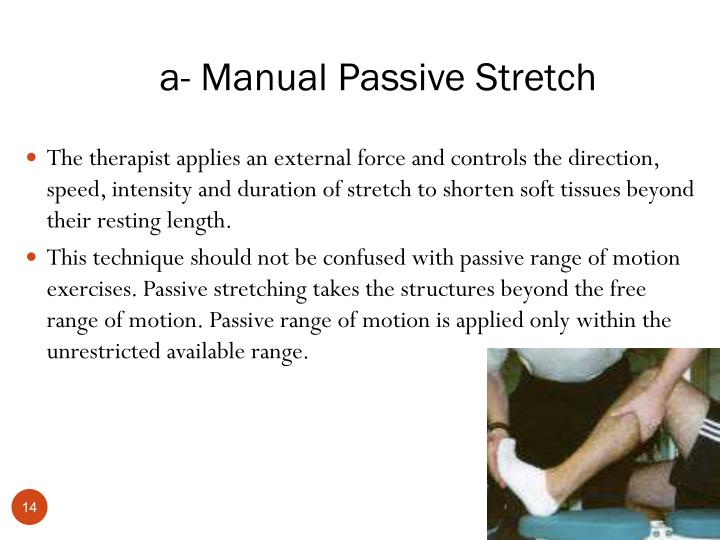 a- Manual Passive Stretch
• The therapist applies an external force and controls the direction,
speed, intensity and duration of stretch to shorten soft tissues beyond
their resting length.
• This technique should not be confused with passive range of motion
exercises. Passive stretching takes the structures beyond the free
range of motion. Passive range of motion is applied only within the
unrestricted available range.
14